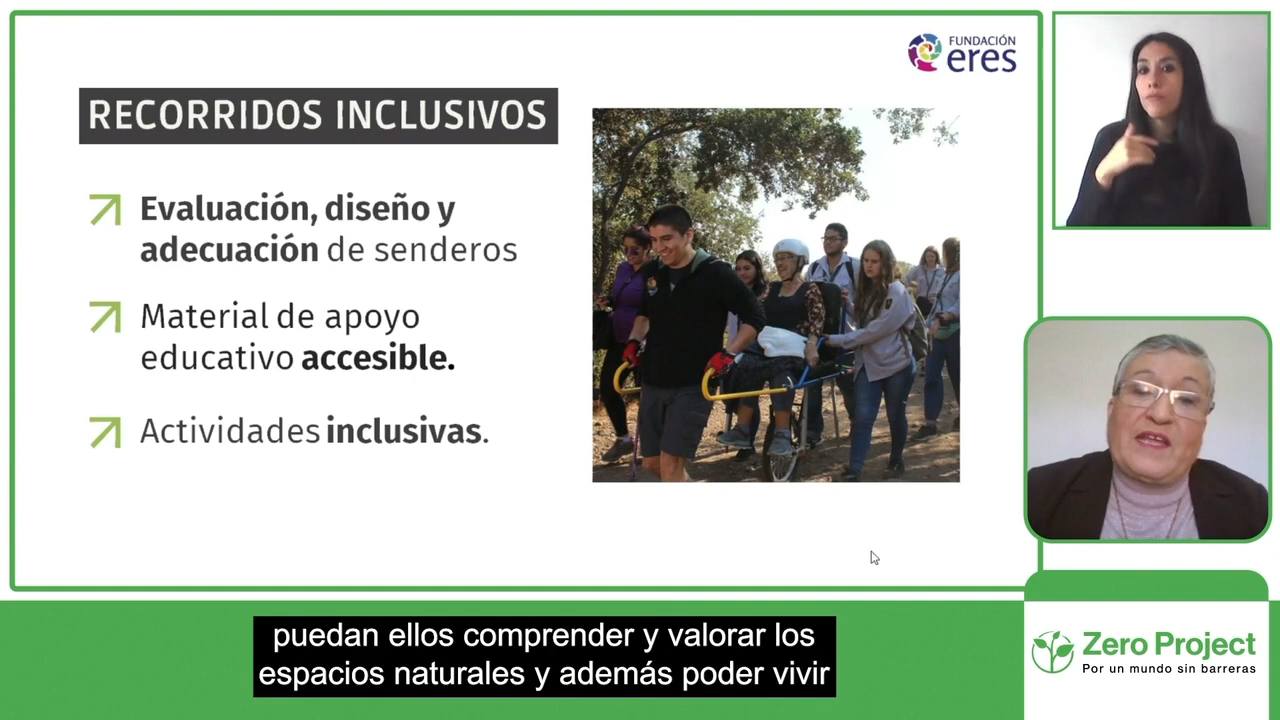 FUNDACIÓN
eres
RECORRIDOS INCLUSIVOS
Evaluación, diseño y
adecuación de senderos
Material de apoyo
educativo accesible.
Actividades inclusivas.
puedan ellos comprender y valorar los
espacios naturales y además poder vivir
Zero Project
Por un mundo sin barreras